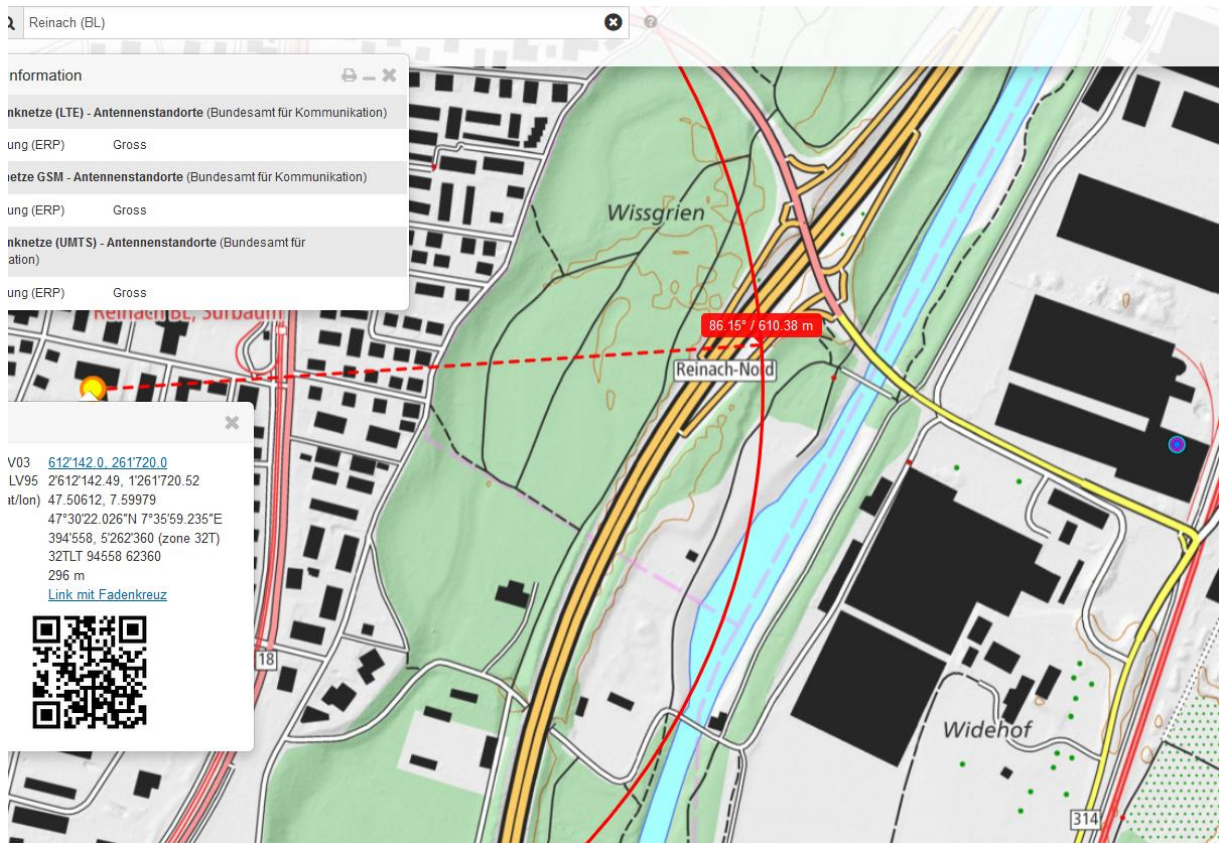 Reinach (BL)
nformation
nknetze (LTE) - Antennenstandorte (Bundesamt für Kommunikation)
ung (ERP) Gross
netze GSM - Antennenstandorte (Bundesamt für Kommunikation)
ung (ERP) Gross
nknetze (UMTS) - Antennenstandorte (Bundesamt für
ation)
ung (ERP) Gross
Reinach BL, Surbaum
Wissgrien
86.15° / 610.38 m
Reinach-Nord
V03 612'142.0, 261'720.0
LV95 2'612'142.49, 1'261'720.52
at/lon) 47.50612, 7.59979
47°30'22.026"N 7°35'59.235"E
394'558, 5'262'360 (zone 32T)
32TLT 94558 62360
296 m
Link mit Fadenkreuz
18
Widehof
314